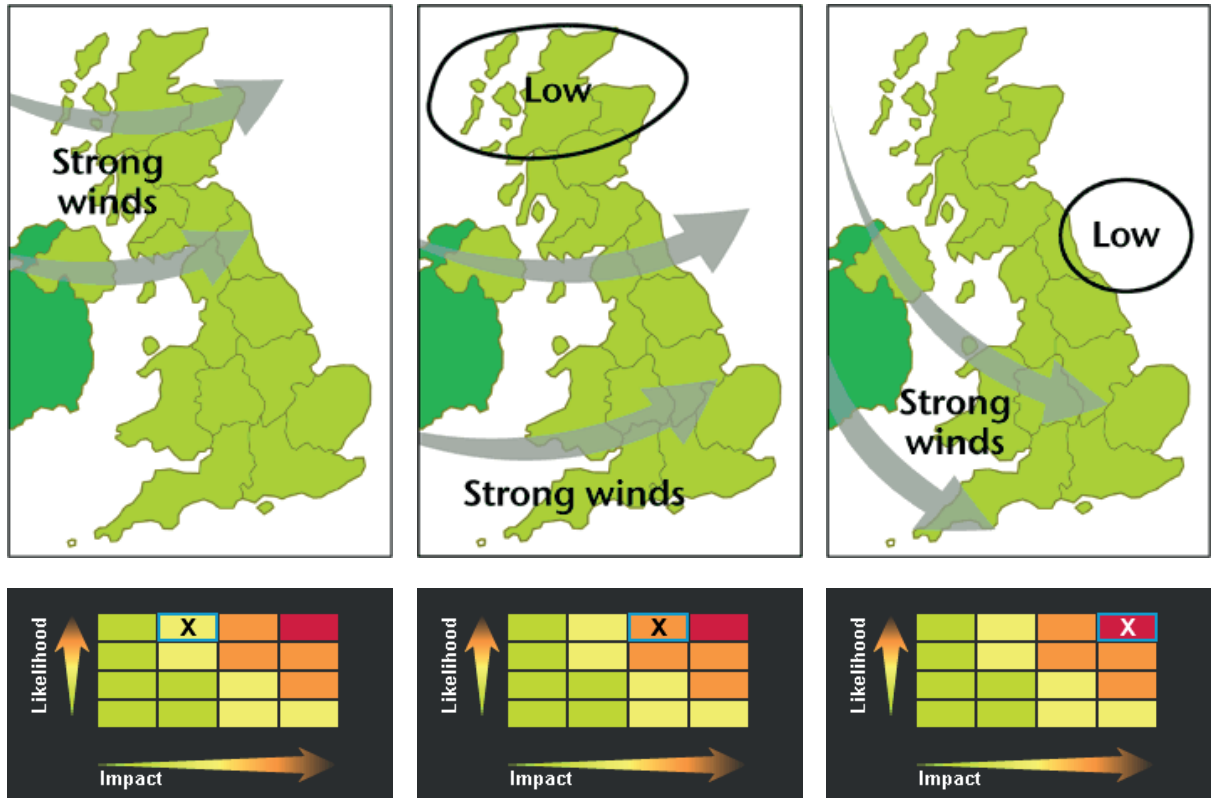 Strong
winds
Low
Strong winds
Low
Strong
winds
X
Likelihood
Impact
X
Likelihood
Impact
X
Likelihood
Impact